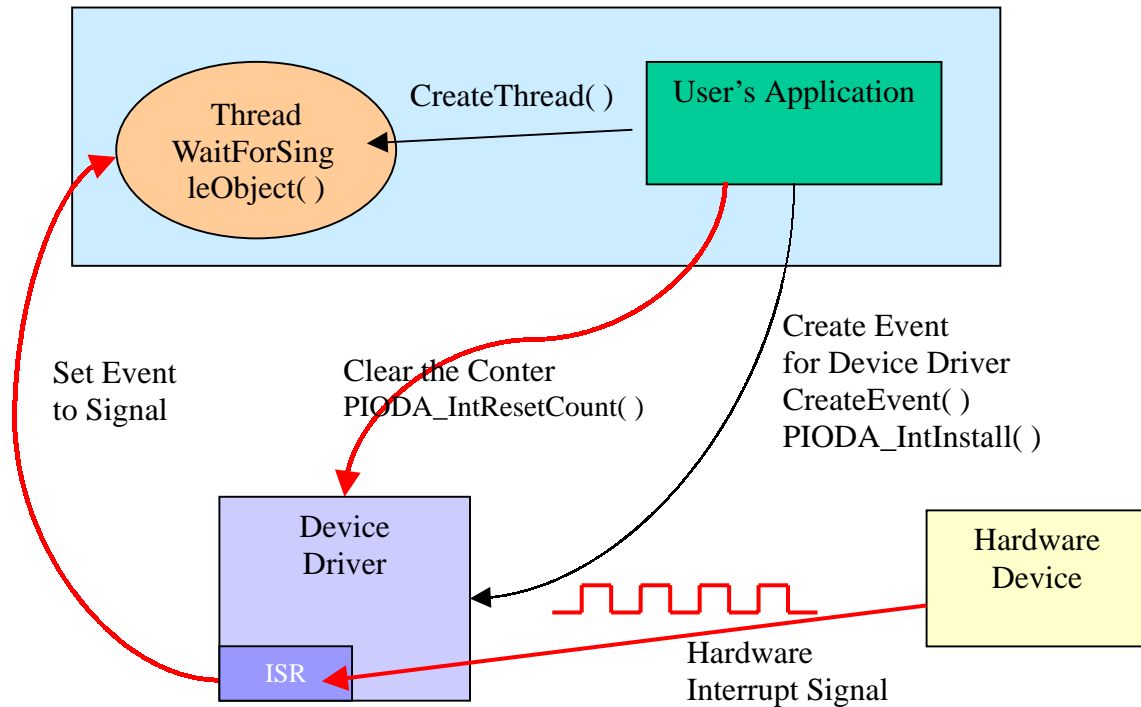 Thread
WaitForSing
leObject( )
CreateThread( )
User's Application
Set Event
to Signal
Clear the Conter
PIODA_IntResetCount( )
Create Event
for Device Driver
CreateEvent( )
PIODA_IntInstall( )
Device
Driver
ISR
Hardware
Device
Hardware
Interrupt Signal